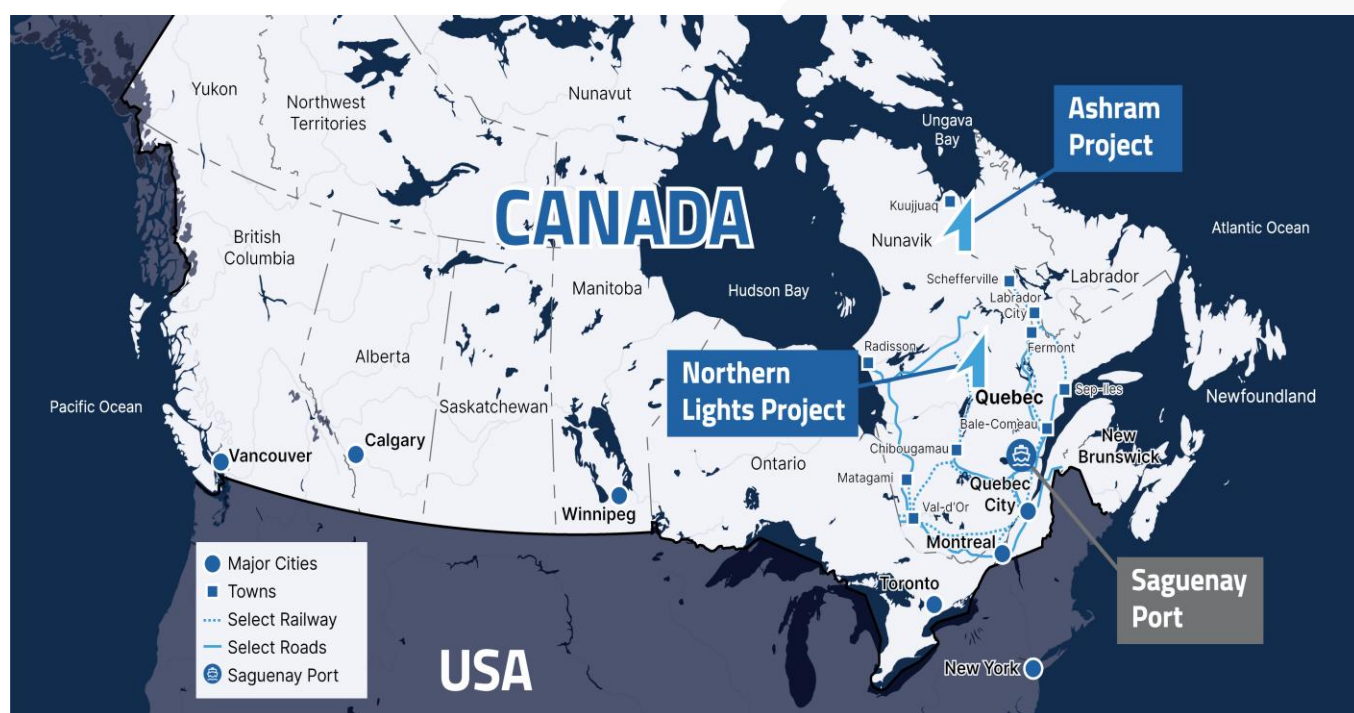 Yukon
Northwest
Territories
Nunavut
Ungava
Bay
Ashram
Project
CANADA
Kuujjuaq
Nunavik
British
Columbia
Atlantic Ocean
Schefferville
Labrador
Manitoba
Hudson Bay
Labrador
City
Radisson
Fermont
Alberta
Northern
Lights Project
Quebec
Sep-Iles
Pacific Ocean
Saskatchewan
Newfoundland
Bale-Comeau
Vancouver
Calgary
Chibougamau
New
Brunswick
Ontario
Matagami
Quebec
City
Winnipeg
Val-d'Or
Montreal
Major Cities
Towns
Select Railway
Select Roads
Saguenay Port
Toronto
Saguenay
Port
USA
New York